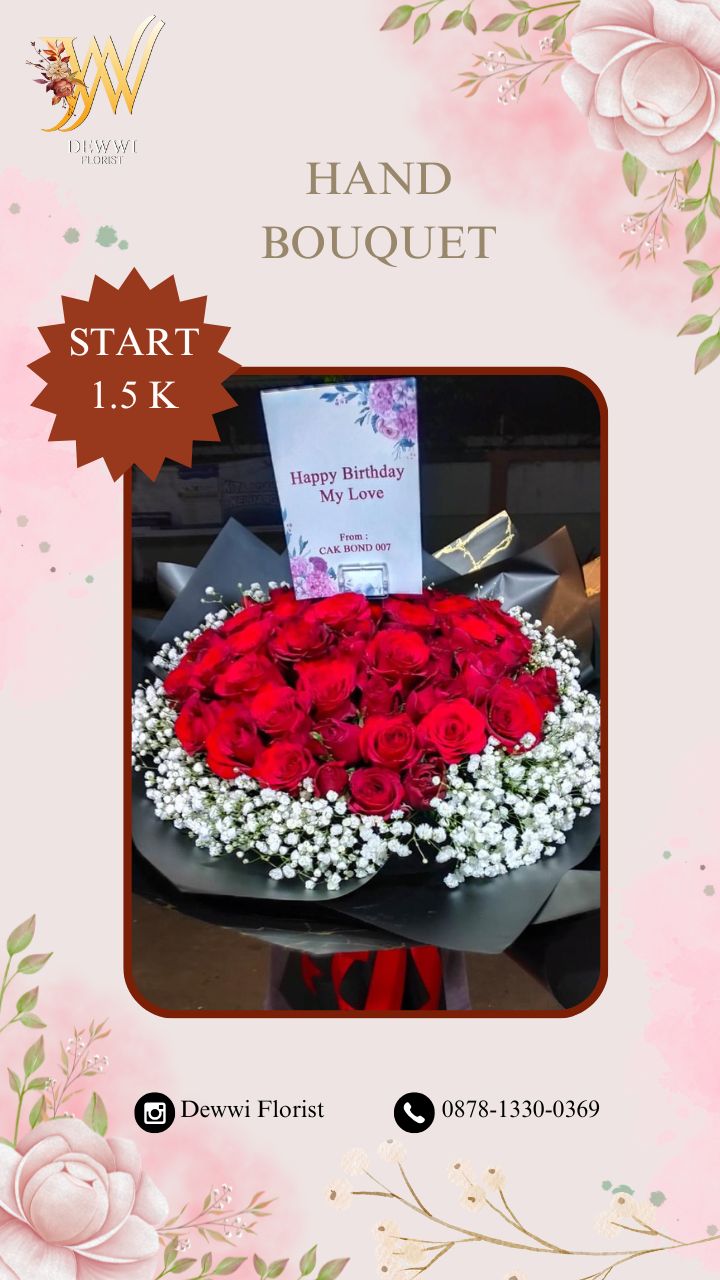 DEWWI
FLORIST
HAND
BOUQUET
START
1.5 K
Happy Birthday
My Love
From :
CAK BOND 007
Dewwi Florist
0878-1330-0369